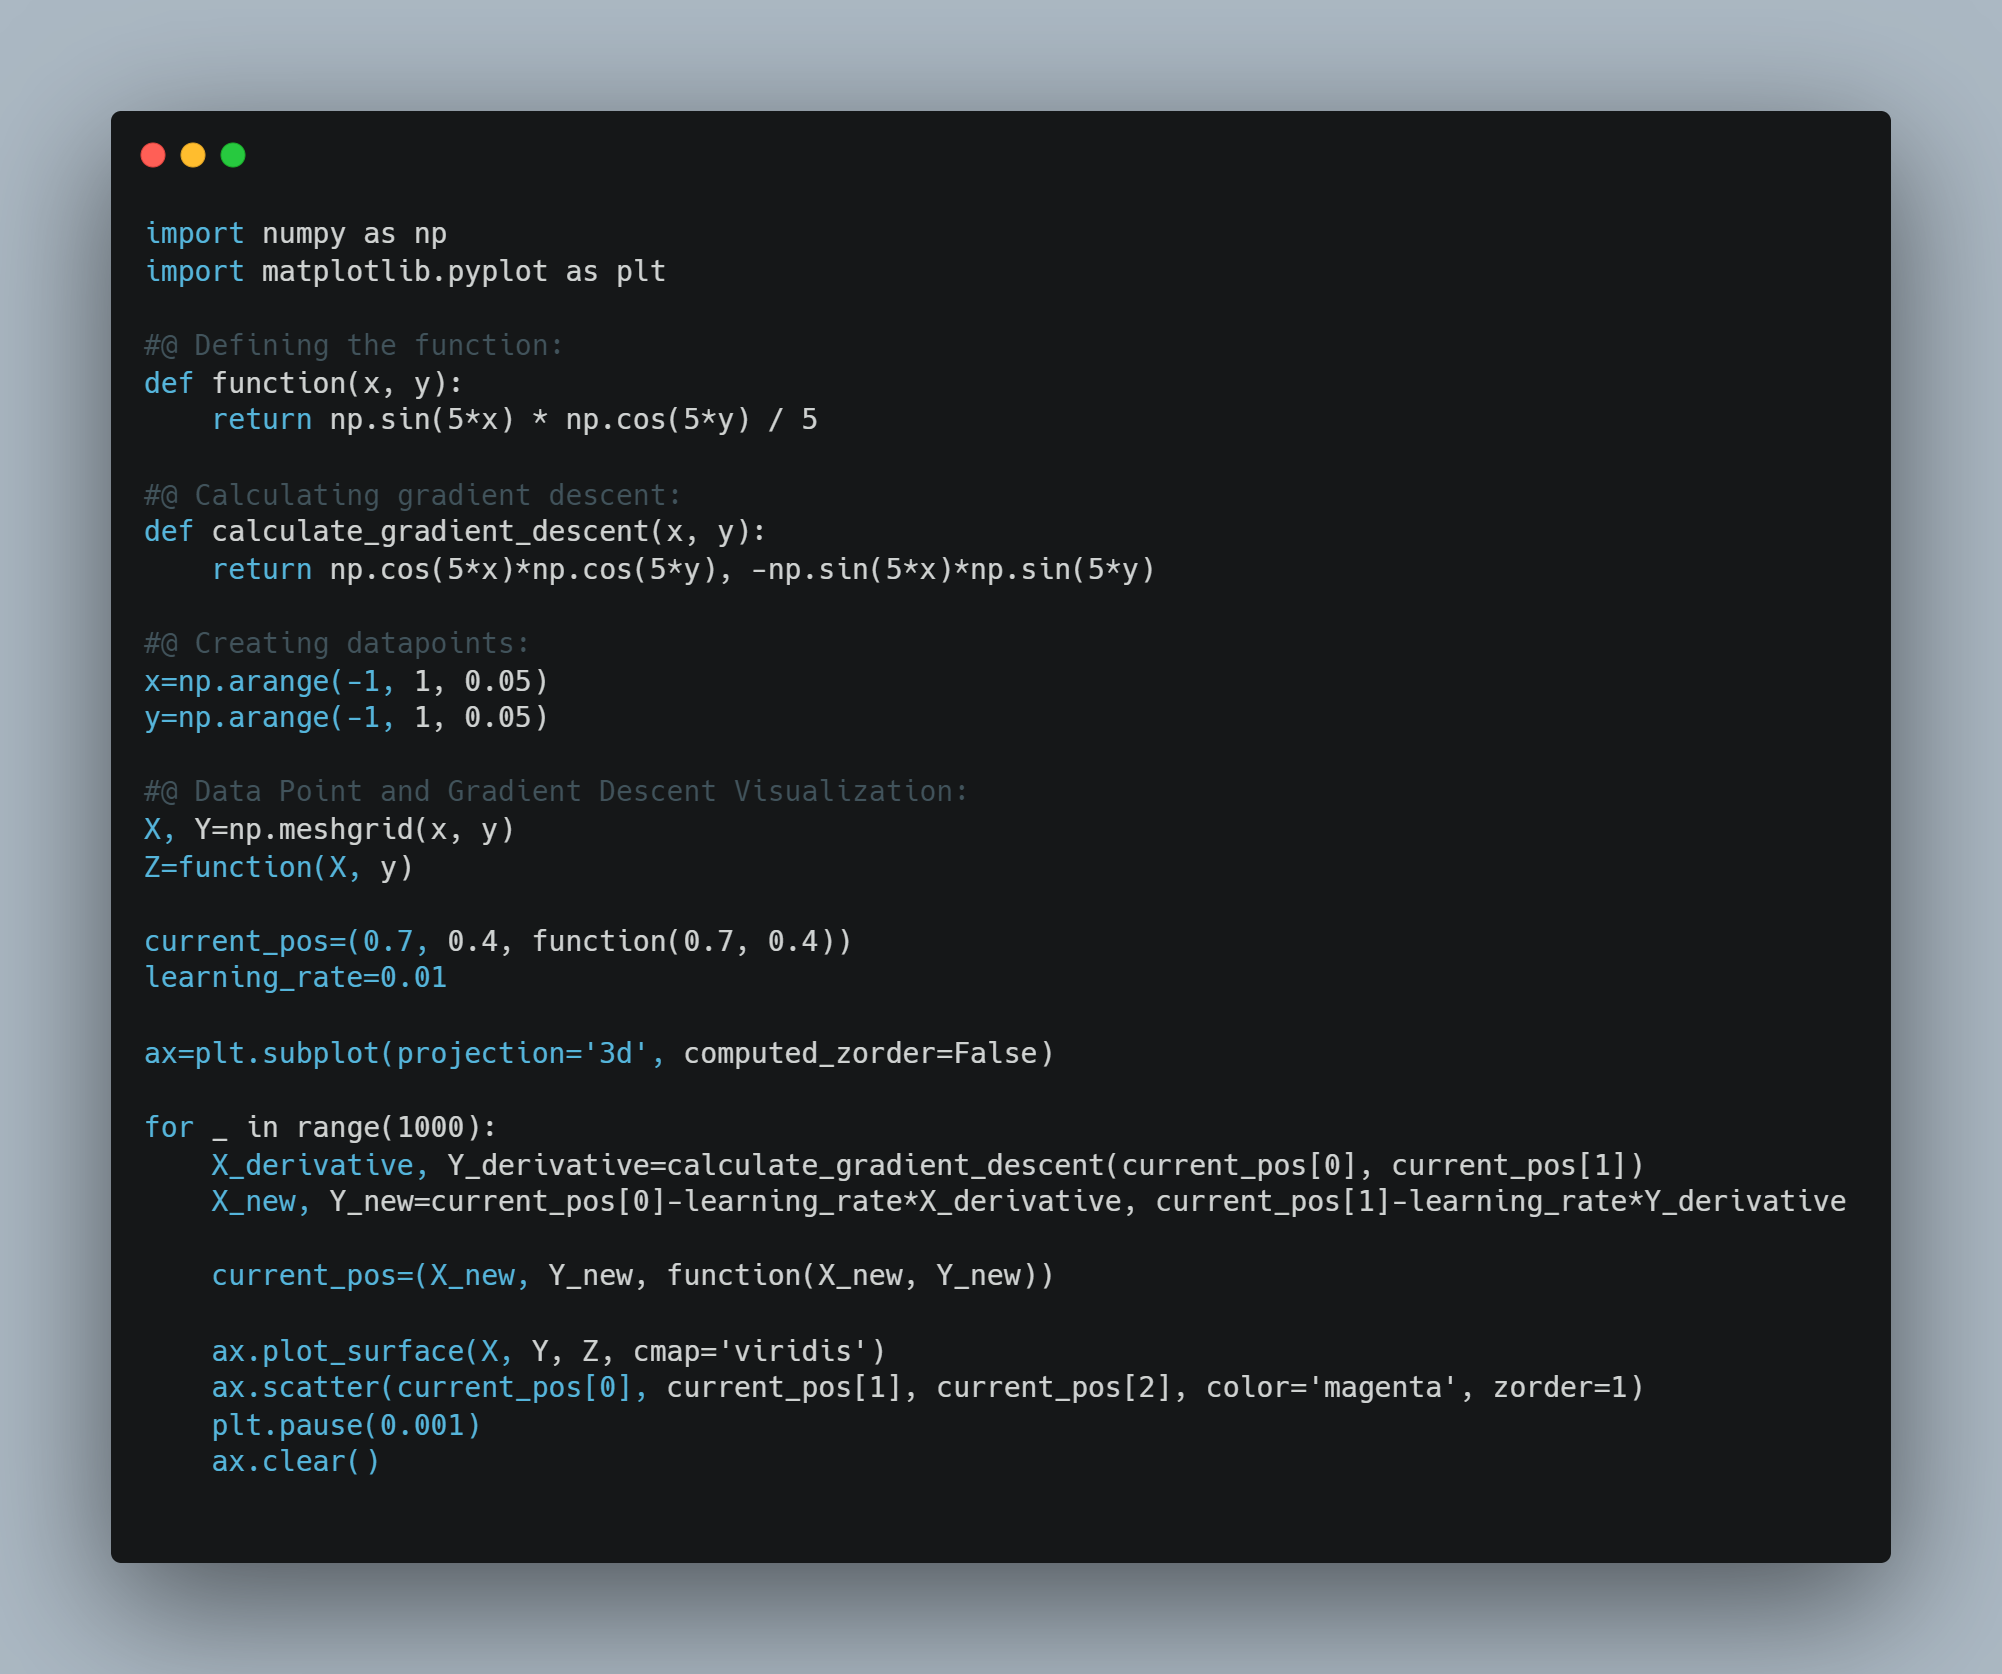 import numpy as np
import matplotlib.pyplot as plt
#@ Defining the function:
def function(x, y):
    return np.sin(5*x) * np.cos(5*y) / 5
#@ Calculating gradient descent:
def calculate_gradient_descent(x, y):
    return np.cos(5*x)*np.cos(5*y), -np.sin(5*x)*np.sin(5*y)
#@ Creating datapoints:
x=np.arange(-1, 1, 0.05)
y=np.arange(-1, 1, 0.05)
#@ Data Point and Gradient Descent Visualization:
X, Y=np.meshgrid(x, y)
Z=function(X, y)
current_pos=(0.7, 0.4, function(0.7, 0.4))
learning_rate=0.01
ax=plt.subplot(projection='3d', computed_zorder=False)
for _ in range(1000):
    X_derivative, Y_derivative=calculate_gradient_descent(current_pos[0], current_pos[1])
    X_new, Y_new=current_pos[0]-learning_rate*X_derivative, current_pos[1]-learning_rate*Y_derivative
    current_pos=(X_new, Y_new, function(X_new, Y_new))
    ax.plot_surface(X, Y, Z, cmap='viridis')
    ax.scatter(current_pos[0], current_pos[1], current_pos[2], color='magenta', zorder=1)
    plt.pause(0.001)
    ax.clear()